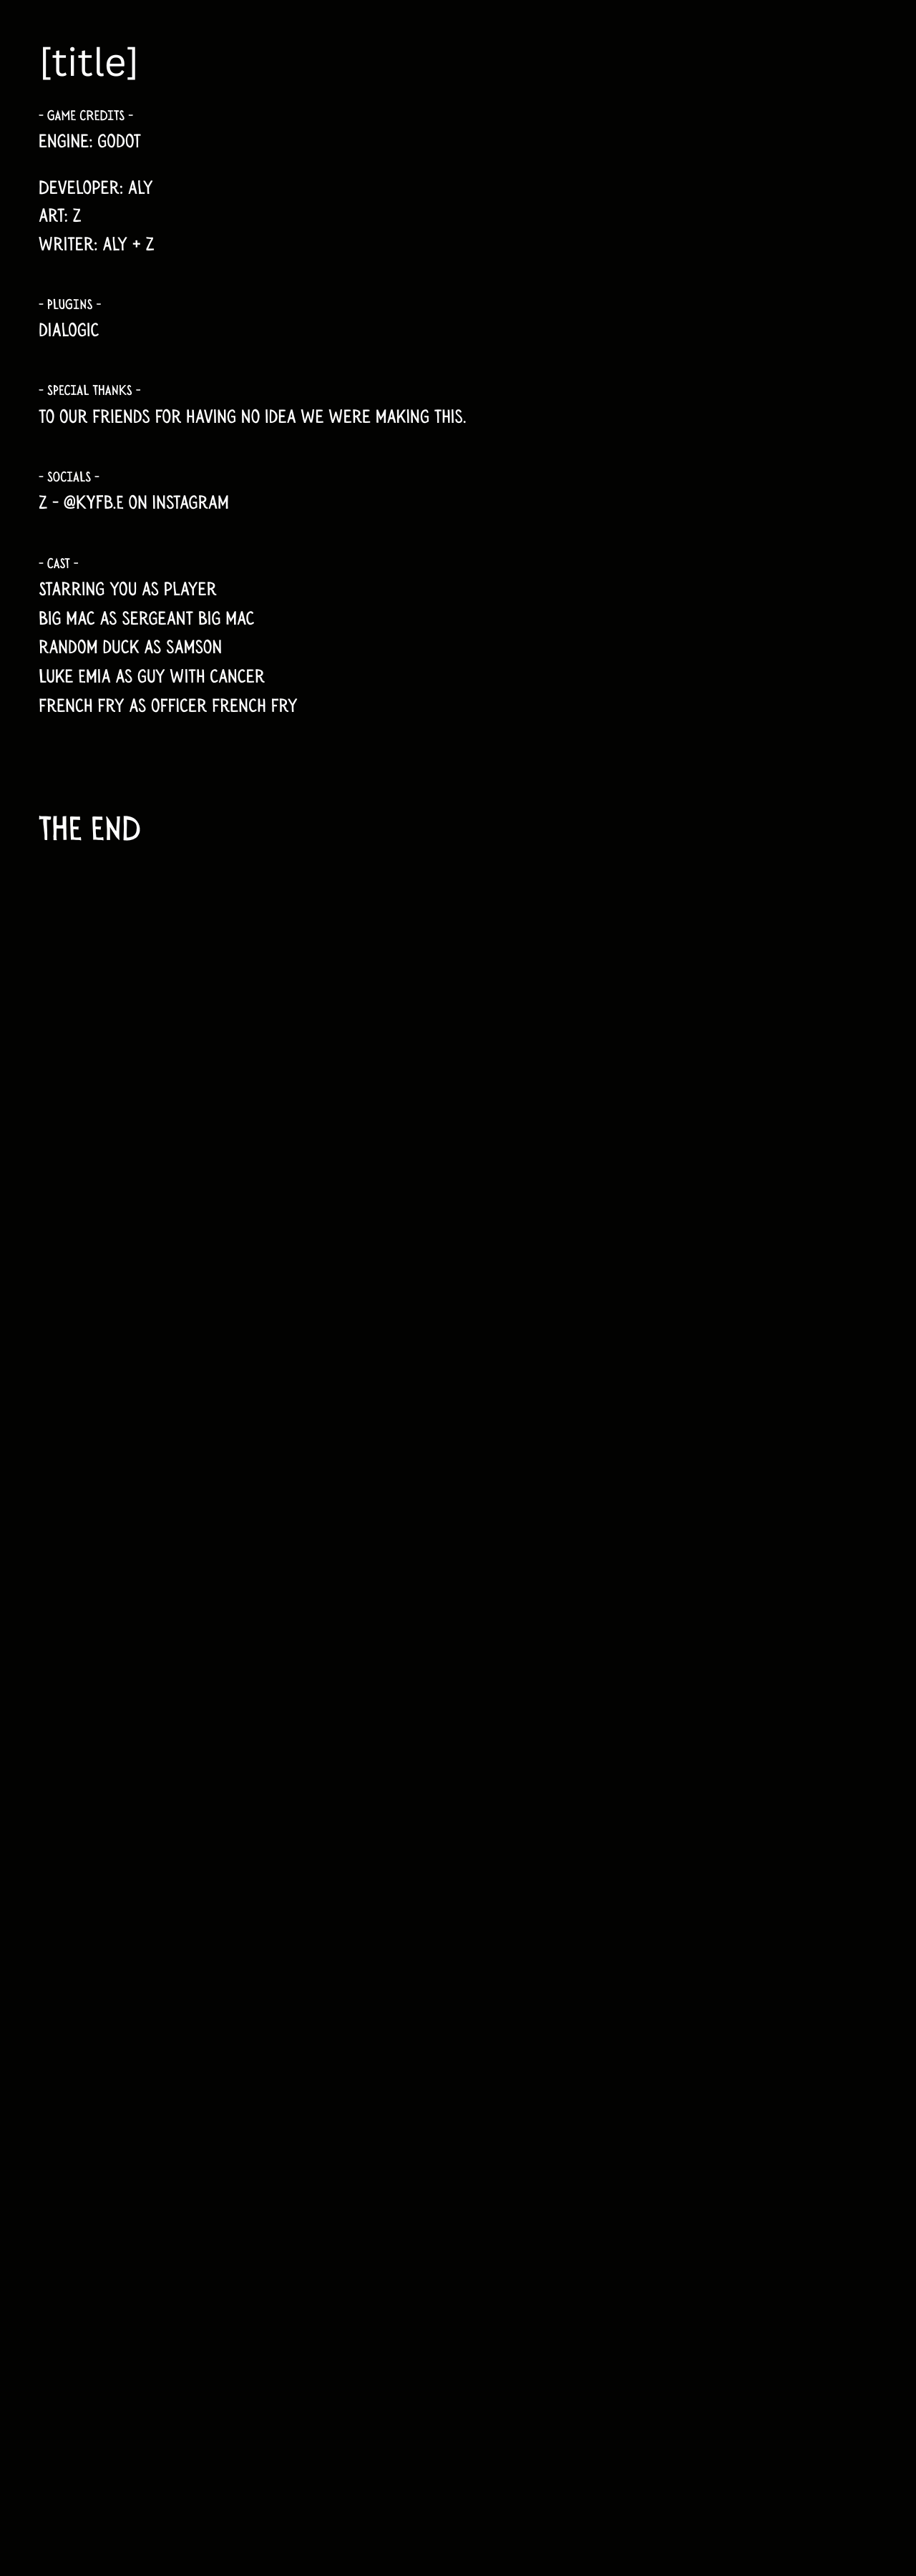 [title]
- GAME CREDITS -
ENGINE: GODOT
DEVELOPER: ALY
ART: Z
WRITER: ALY + Z
- PLUGINS -
DIALOGIC
- SPECIAL THANKS -
TO OUR FRIENDS FOR HAVING NO IDEA WE WERE MAKING THIS.
- SOCIALS -
Z - @KYFB.E ON INSTAGRAM
- CAST -
STARRING YOU AS PLAYER
BIG MAC AS SERGEANT BIG MAC
RANDOM DUCK AS SAMSON
LUKE EMIA AS GUY WITH CANCER
FRENCH FRY AS OFFICER FRENCH FRY
THE END